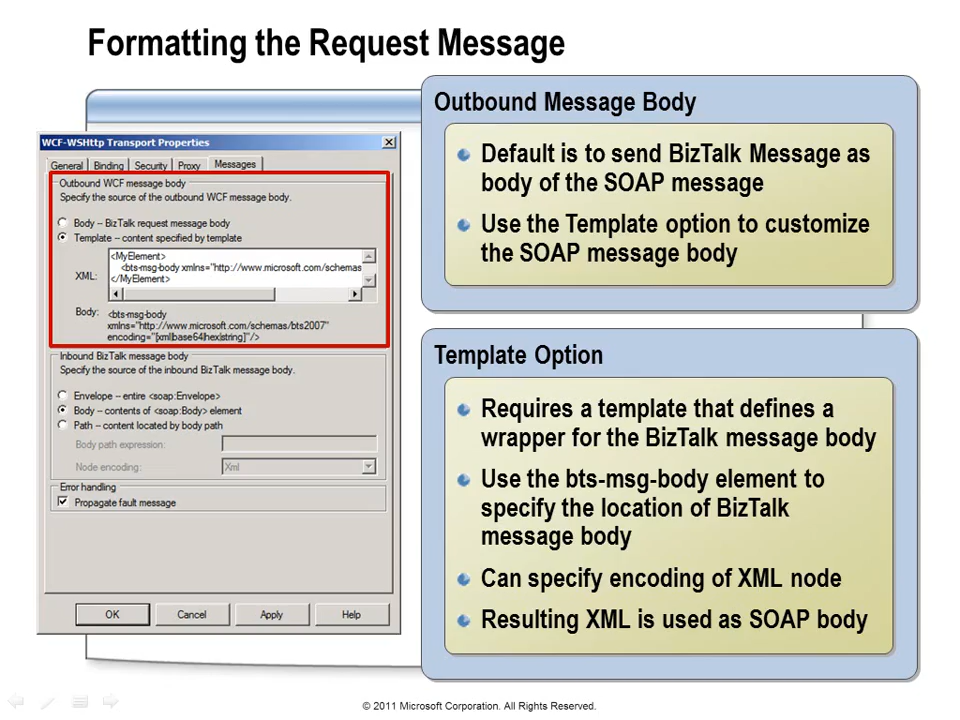 Formatting the Request Message
WCF-WSHttp Transport Properties
General Binding Security Proxy Messages
Outbound WCF message body
Specify the source of the outbound WCF message body.
Body – BizTalk request message body
Template – content specified by template
XML:
<MyElement>
<bts-msg-body xmlns="http://www.microsoft.com/schemas
</MyElement>
Body:
<bts-msg-body
xmlns="http://www.microsoft.com/schemas/bts2007"
encoding="[xml|base64|hex|string]"/>
Inbound BizTalk message body
Specify the source of the inbound BizTalk message body.
Envelope – entire <soap:Envelope>
Body – contents of <soap:Body> element
Path – content located by body path
Body path expression:
Node encoding: Xml
Error handling
Propagate fault message
OK Cancel Apply Help
Outbound Message Body
Default is to send BizTalk Message as
body of the SOAP message
Use the Template option to customize
the SOAP message body
Template Option
Requires a template that defines a
wrapper for the BizTalk message body
Use the bts-msg-body element to
specify the location of BizTalk
message body
Can specify encoding of XML node
Resulting XML is used as SOAP body
© 2011 Microsoft Corporation. All Rights Reserved.